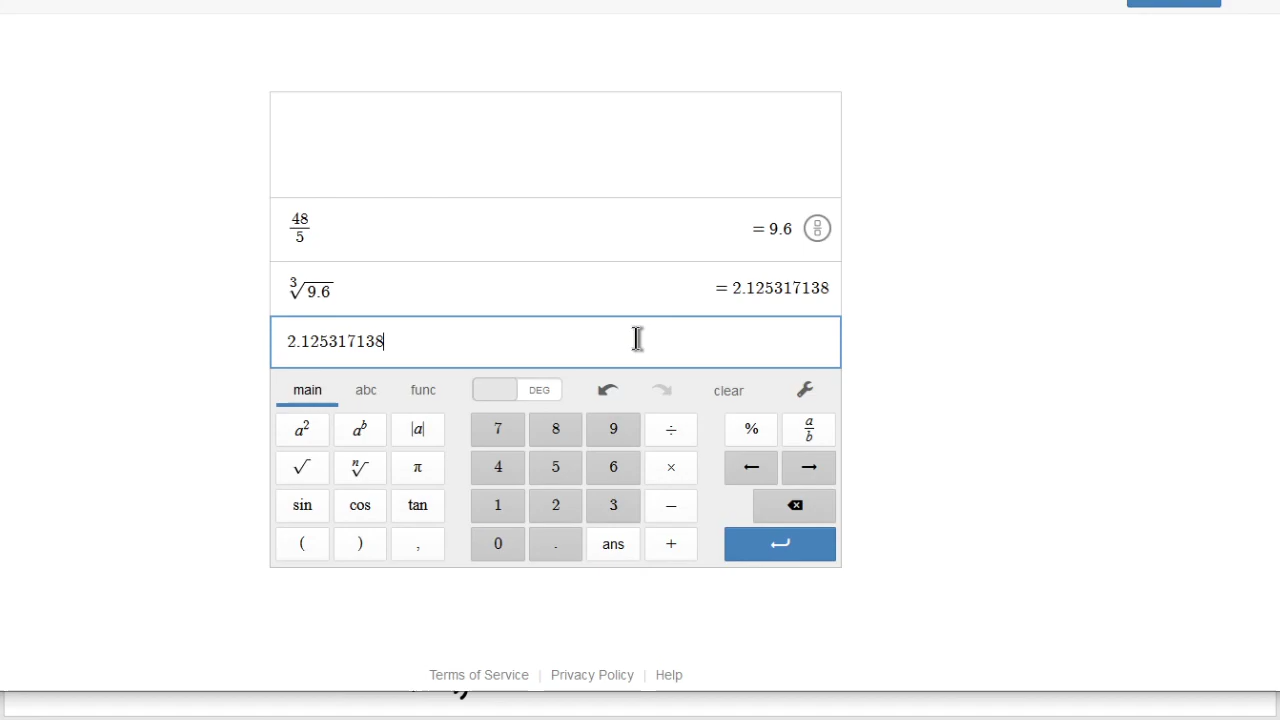 48/5 = 9.6
∛9.6 = 2.125317138
2.125317138
main abc func DEG clear
a² aᵇ |a| 7 8 9 ÷ % a/b
√ ⁿ√ π 4 5 6 × ← →
sin cos tan 1 2 3 −
( ) , 0 . ans +
Terms of Service | Privacy Policy | Help